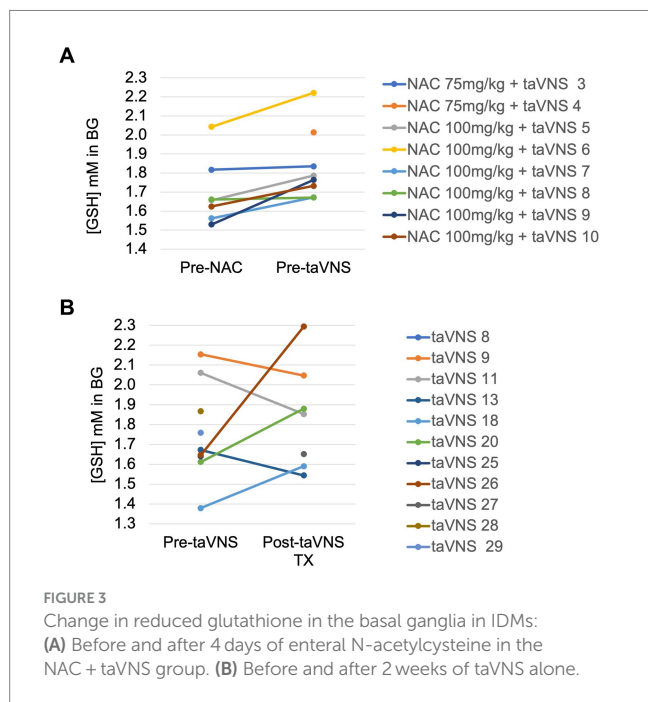 A
[GSH] mM in BG
2.3
2.2
2.1
2.0
1.9
1.8
1.7
1.6
1.5
1.4
Pre-NAC
Pre-taVNS
NAC 75mg/kg + taVNS 3
NAC 75mg/kg + taVNS 4
NAC 100mg/kg + taVNS 5
NAC 100mg/kg + taVNS 6
NAC 100mg/kg + taVNS 7
NAC 100mg/kg + taVNS 8
NAC 100mg/kg + taVNS 9
NAC 100mg/kg + taVNS 10
B
[GSH] mM in BG
2.3
2.2
2.1
2.0
1.9
1.8
1.7
1.6
1.5
1.4
1.3
Pre-taVNS
Post-taVNS
TX
taVNS 8
taVNS 9
taVNS 11
taVNS 13
taVNS 18
taVNS 20
taVNS 25
taVNS 26
taVNS 27
taVNS 28
taVNS 29
FIGURE 3
Change in reduced glutathione in the basal ganglia in IDMs:
(A) Before and after 4 days of enteral N-acetylcysteine in the
NAC + taVNS group. (B) Before and after 2 weeks of taVNS alone.